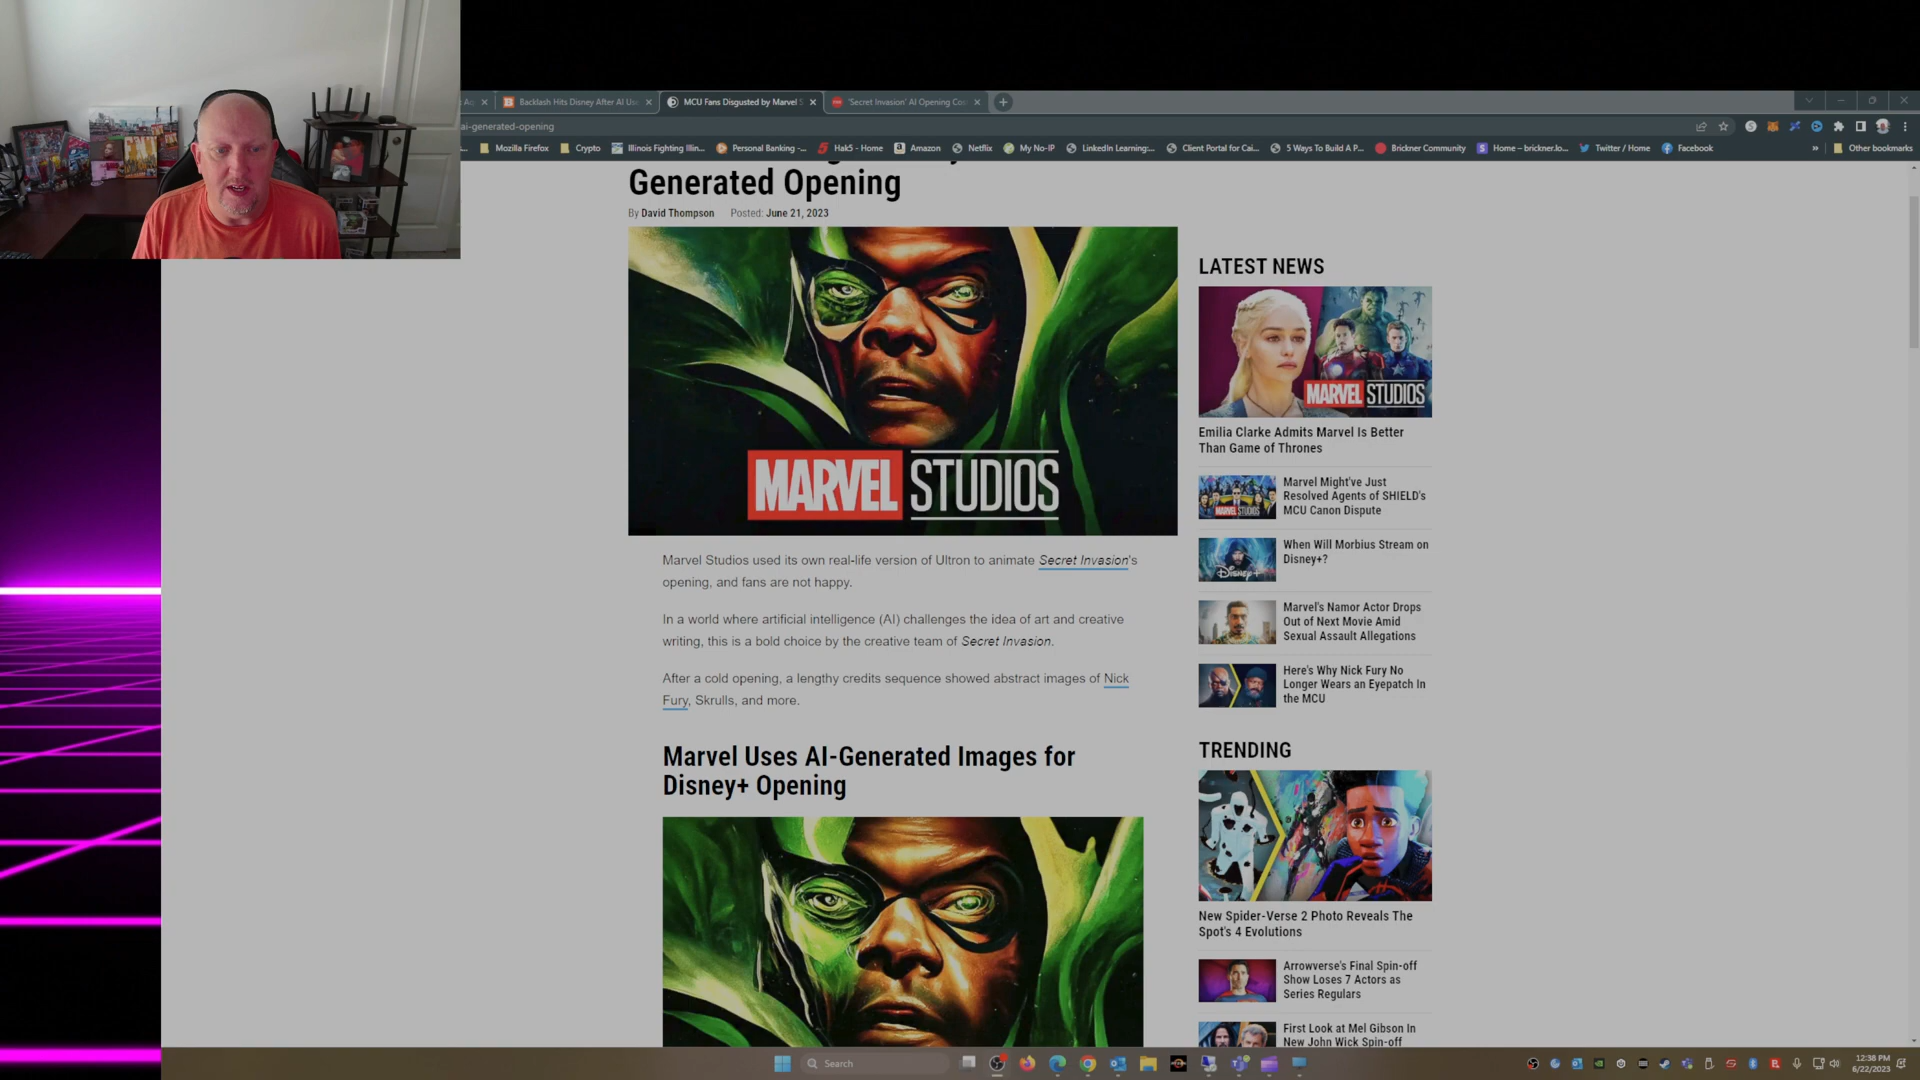 Backlash Hits Disney After AI Use
MCU Fans Disgusted by Marvel S
'Secret Invasion' AI Opening Cor
ai-generated-opening
Mozilla Firefox
Crypto
Illinois Fighting Illin...
Personal Banking -...
Hak5 - Home
Amazon
Netflix
My No-IP
LinkedIn Learning:...
Client Portal for Cai...
5 Ways To Build A P...
Brickner Community
Home – brickner.lo...
Twitter / Home
Facebook
»
Other bookmarks
Generated Opening
By David Thompson Posted: June 21, 2023
MARVEL STUDIOS
Marvel Studios used its own real-life version of Ultron to animate Secret Invasion's
opening, and fans are not happy.
In a world where artificial intelligence (AI) challenges the idea of art and creative
writing, this is a bold choice by the creative team of Secret Invasion.
After a cold opening, a lengthy credits sequence showed abstract images of Nick
Fury, Skrulls, and more.
Marvel Uses AI-Generated Images for
Disney+ Opening
LATEST NEWS
MARVEL STUDIOS
Emilia Clarke Admits Marvel Is Better
Than Game of Thrones
MARVEL STUDIOS
Marvel Might've Just
Resolved Agents of SHIELD's
MCU Canon Dispute
Disney+
When Will Morbius Stream on
Disney+?
Marvel's Namor Actor Drops
Out of Next Movie Amid
Sexual Assault Allegations
Here's Why Nick Fury No
Longer Wears an Eyepatch In
the MCU
TRENDING
New Spider-Verse 2 Photo Reveals The
Spot's 4 Evolutions
Arrowverse's Final Spin-off
Show Loses 7 Actors as
Series Regulars
First Look at Mel Gibson In
New John Wick Spin-off
Search
12:38 PM
6/22/2023